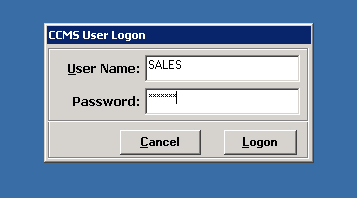 CCMS User Logon
User Name: SALES
Password: *******
Cancel Logon